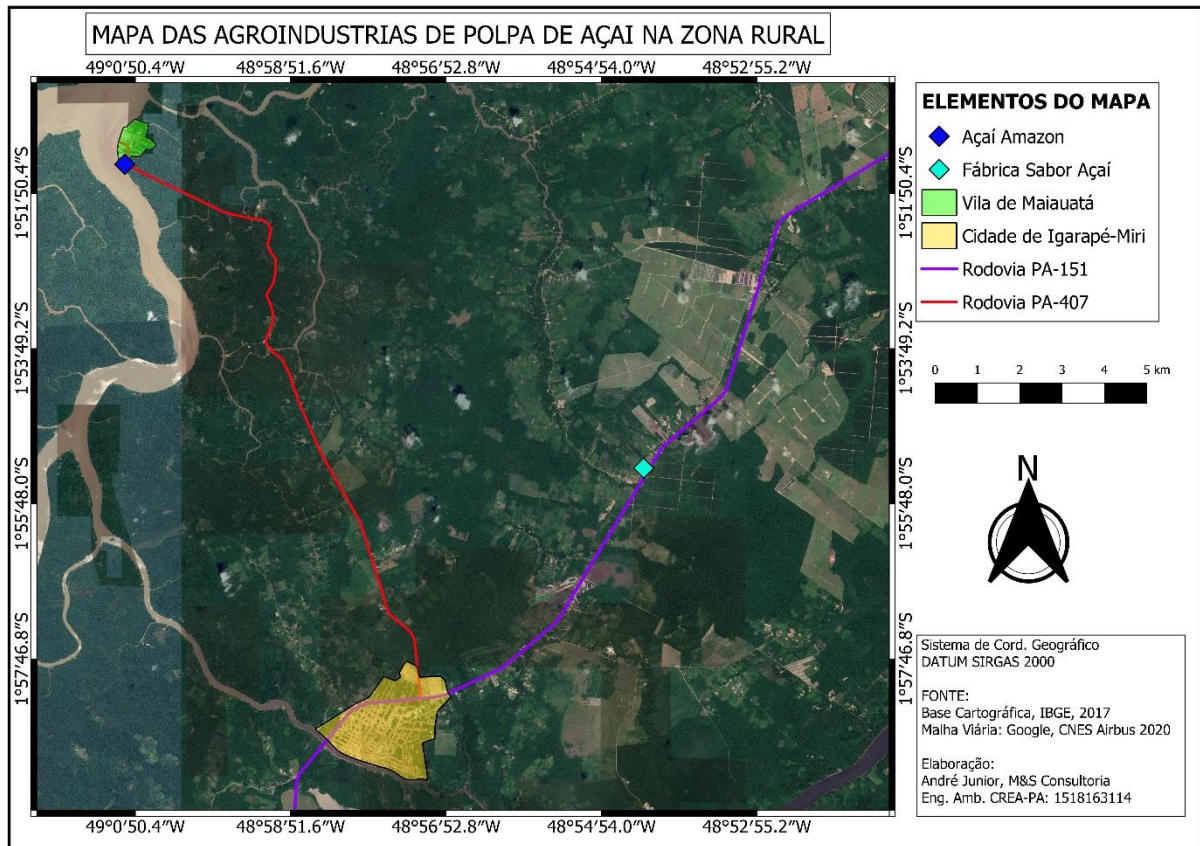 MAPA DAS AGROINDUSTRIAS DE POLPA DE AÇAI NA ZONA RURAL
49°0′50.4″W 48°58′51.6″W 48°56′52.8″W 48°54′54.0″W 48°52′55.2″W
1°51′50.4″S 1°53′49.2″S 1°55′48.0″S 1°57′46.8″S
1°51′50.4″S 1°53′49.2″S 1°55′48.0″S 1°57′46.8″S
49°0′50.4″W 48°58′51.6″W 48°56′52.8″W 48°54′54.0″W 48°52′55.2″W
ELEMENTOS DO MAPA
Açaí Amazon
Fábrica Sabor Açaí
Vila de Maiauatá
Cidade de Igarapé-Miri
Rodovia PA-151
Rodovia PA-407
0 1 2 3 4 5 km
N
Sistema de Cord. Geográfico
DATUM SIRGAS 2000
FONTE:
Base Cartográfica, IBGE, 2017
Malha Viária: Google, CNES Airbus 2020
Elaboração:
André Junior, M&S Consultoria
Eng. Amb. CREA-PA: 1518163114